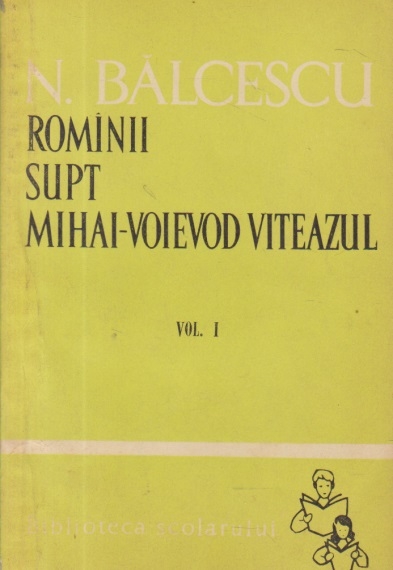 N. BĂLCESCU
ROMÎNII
SUPT
MIHAI-VOIEVOD VITEAZUL
VOL. I
Biblioteca școlarului